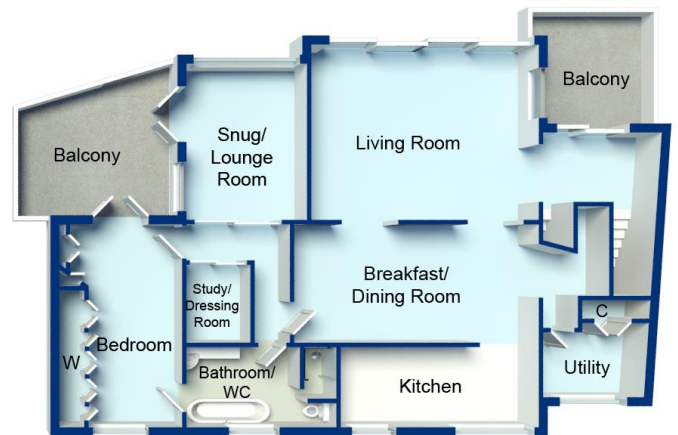 Balcony
Snug/
Lounge
Room
Living Room
Balcony
Study/
Dressing
Room
Breakfast/
Dining Room
C
W
Bedroom
Bathroom/
WC
Kitchen
Utility